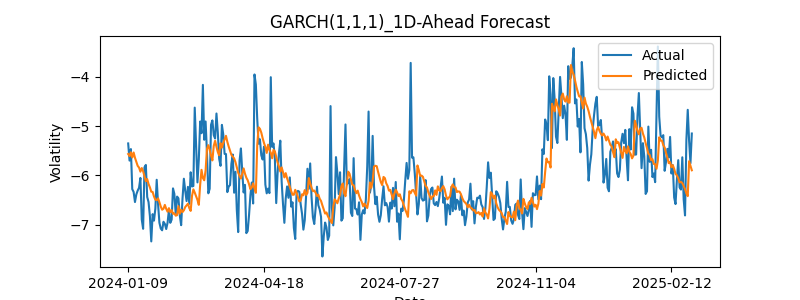 GARCH(1,1,1)_1D-Ahead Forecast
Actual
Predicted
Volatility
−4
−5
−6
−7
2024-01-09
2024-04-18
2024-07-27
2024-11-04
2025-02-12
Date